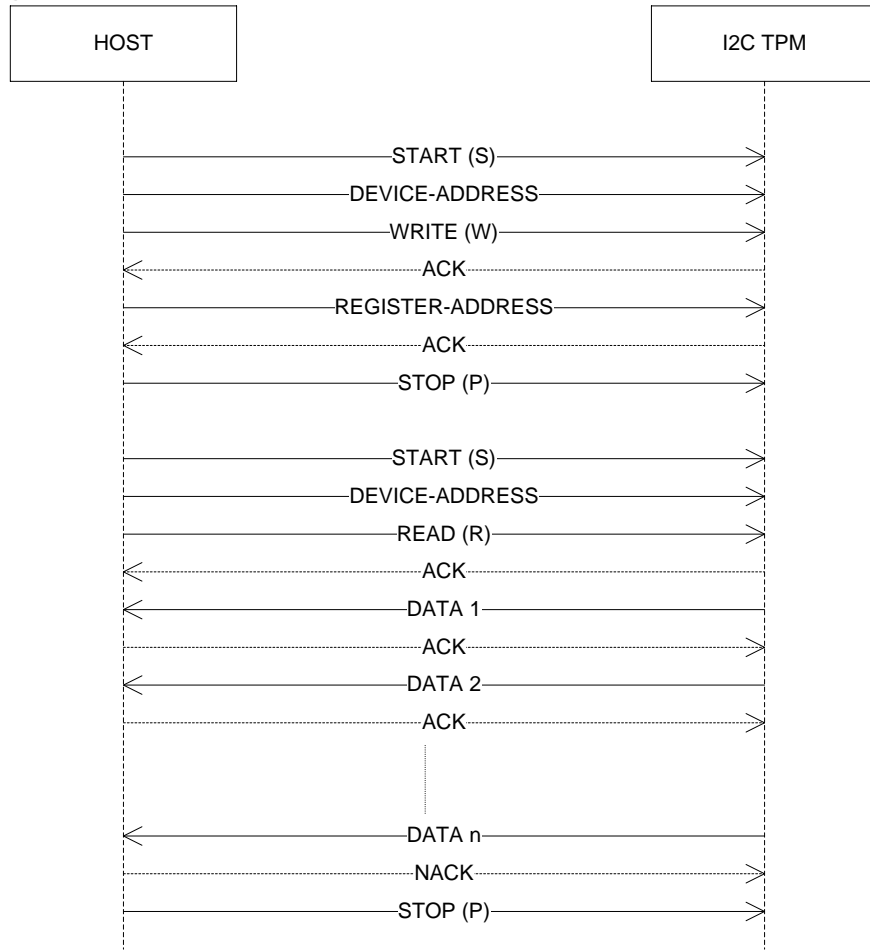 HOST
I2C TPM
START (S)
DEVICE-ADDRESS
WRITE (W)
ACK
REGISTER-ADDRESS
ACK
STOP (P)
START (S)
DEVICE-ADDRESS
READ (R)
ACK
DATA 1
ACK
DATA 2
ACK
DATA n
NACK
STOP (P)